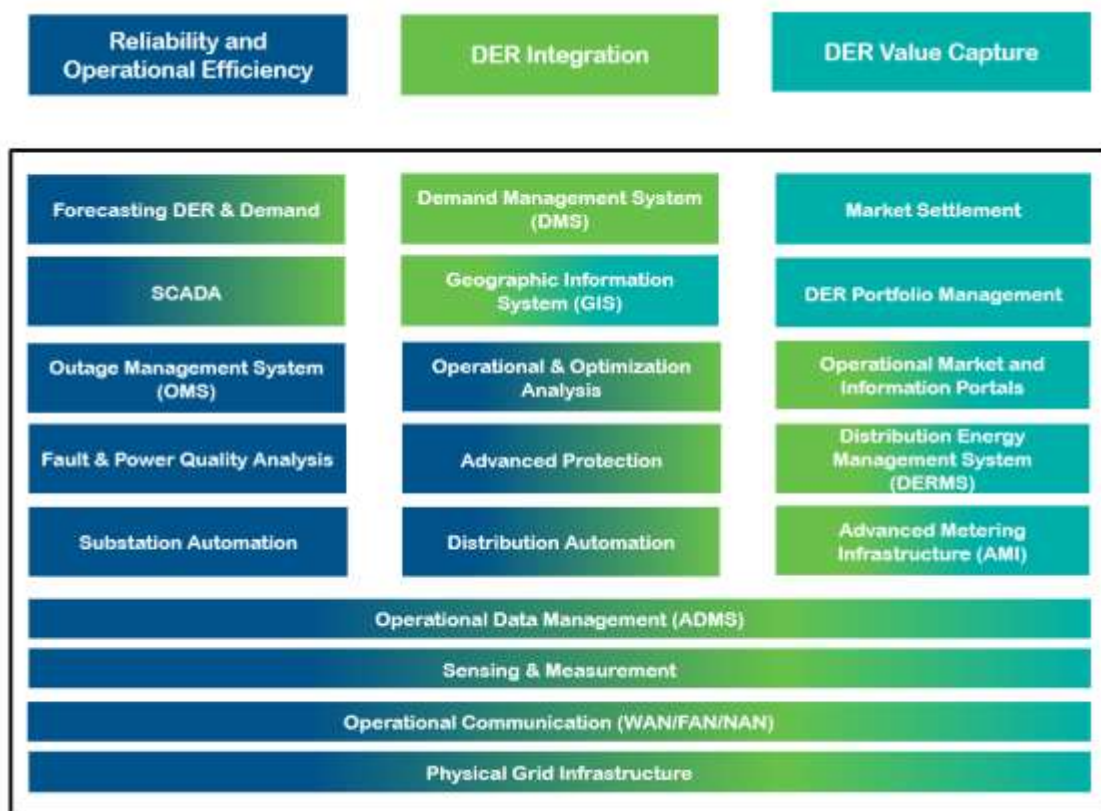 Reliability and
Operational Efficiency
DER Integration
DER Value Capture
Forecasting DER & Demand
Demand Management System
(DMS)
Market Settlement
SCADA
Geographic Information
System (GIS)
DER Portfolio Management
Outage Management System
(OMS)
Operational & Optimization
Analysis
Operational Market and
Information Portals
Fault & Power Quality Analysis
Advanced Protection
Distribution Energy
Management System
(DERMS)
Substation Automation
Distribution Automation
Advanced Metering
Infrastructure (AMI)
Operational Data Management (ADMS)
Sensing & Measurement
Operational Communication (WAN/FAN/NAN)
Physical Grid Infrastructure